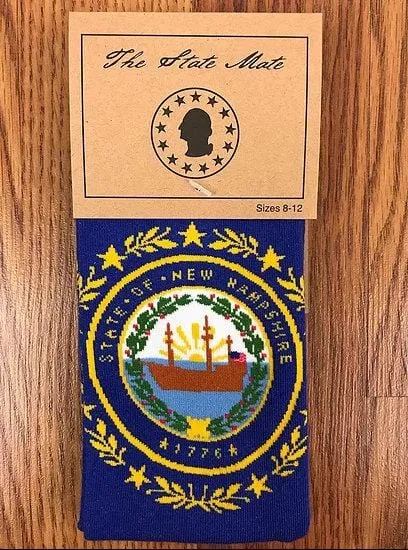 The State Mate
Sizes 8-12
STATE·OF·NEW HAMPSHIRE
1776